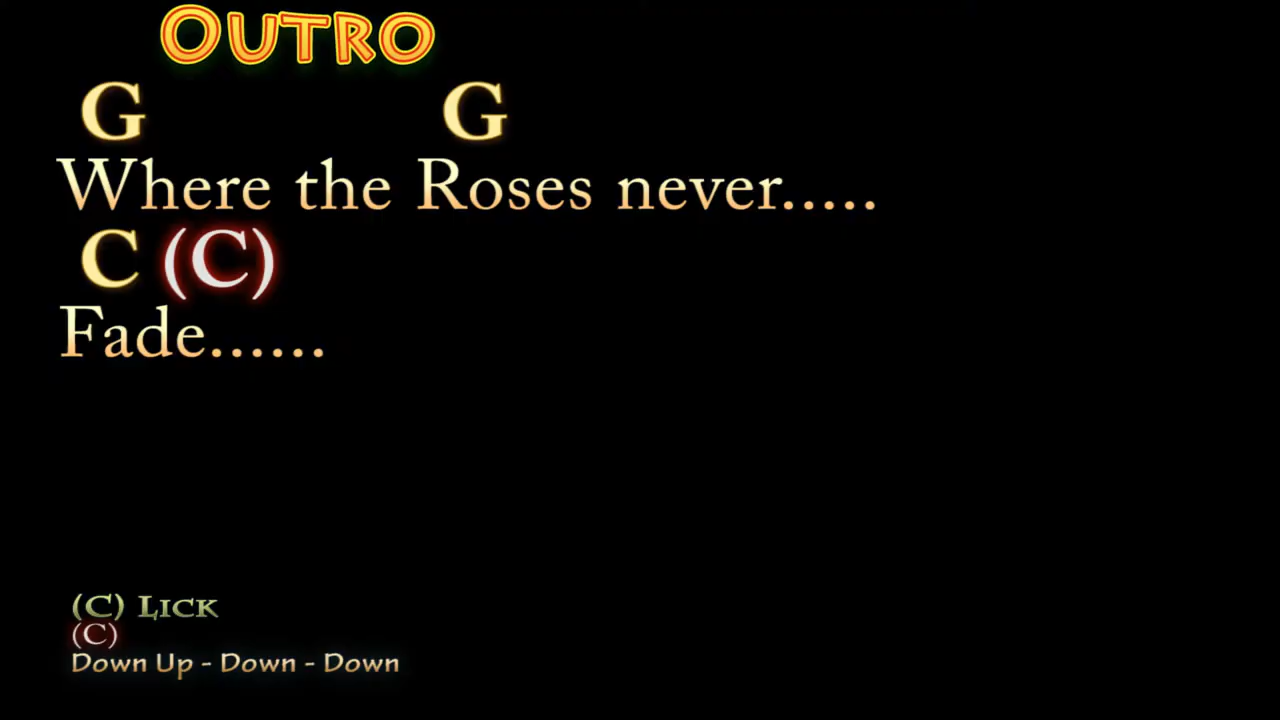 Outro
G G
Where the Roses never.....
C (C)
Fade......
(C) Lick
(C)
Down Up - Down - Down